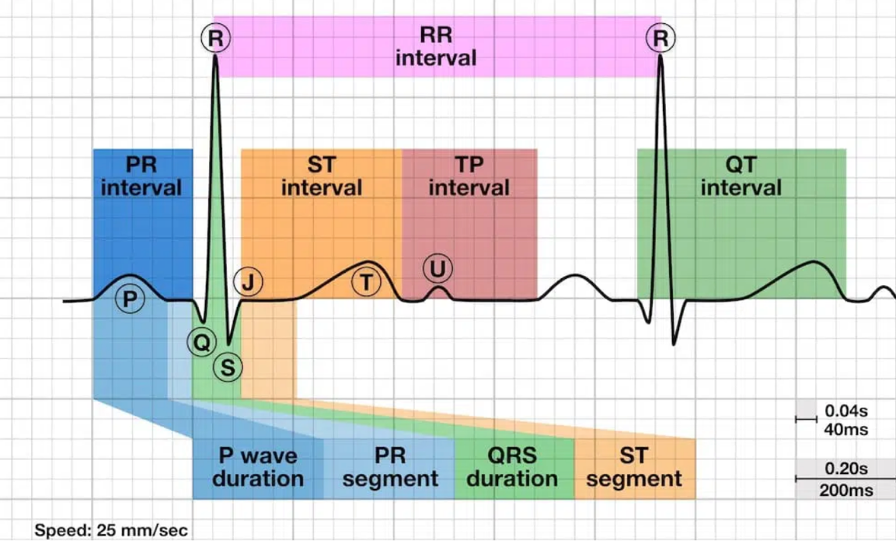 R
RR
interval
R
PR
interval
ST
interval
TP
interval
QT
interval
P
J
T
U
Q
S
P wave
duration
PR
segment
QRS
duration
ST
segment
0.04s
40ms
0.20s
200ms
Speed: 25 mm/sec